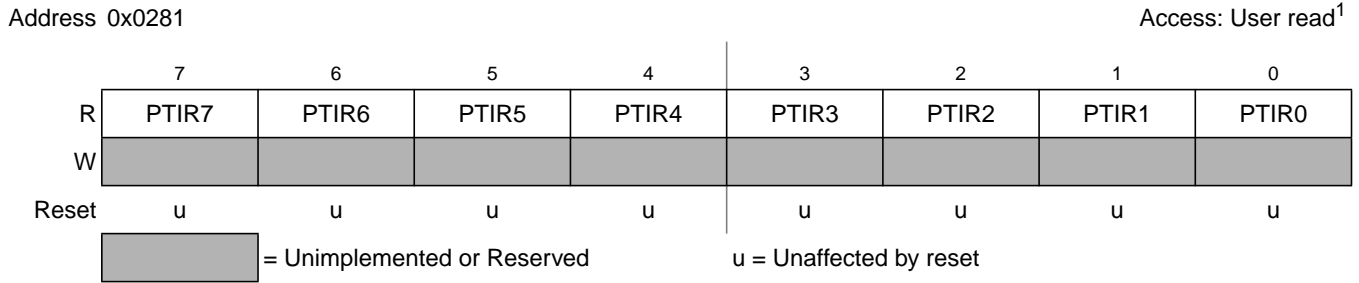 Address 0x0281 Access: User read1
7 6 5 4 3 2 1 0
R PTIR7 PTIR6 PTIR5 PTIR4 PTIR3 PTIR2 PTIR1 PTIR0
W
Reset u u u u u u u u
= Unimplemented or Reserved u = Unaffected by reset